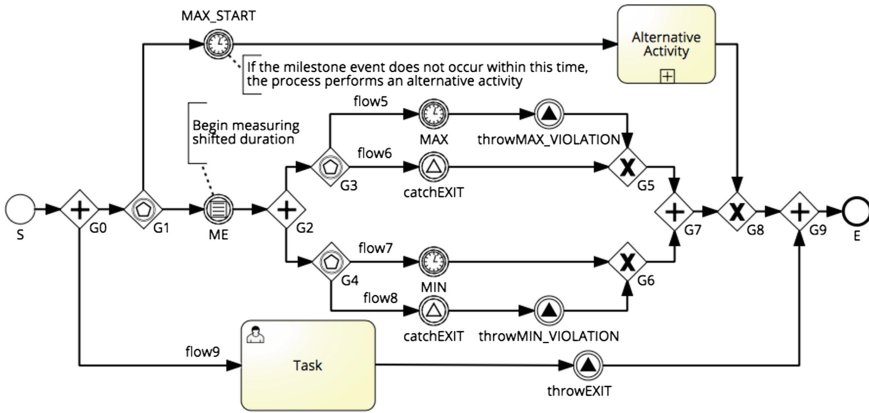 MAX_START
Alternative
Activity
If the milestone event does not occur within this time,
the process performs an alternative activity
flow5
Begin measuring
shifted duration
MAX
throwMAX_VIOLATION
flow6
G3
catchEXIT
G5
S
G0
G1
ME
G2
G7
G8
G9
E
flow7
G4
MIN
G6
flow8
catchEXIT
throwMIN_VIOLATION
flow9
Task
throwEXIT